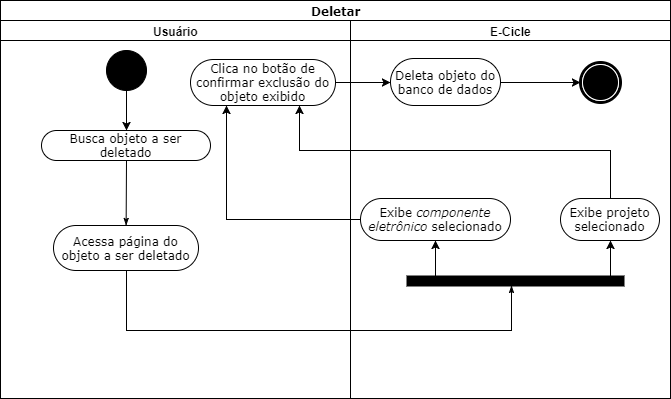 Deletar
Usuário
E-Cicle
Clica no botão de
confirmar exclusão do
objeto exibido
Deleta objeto do
banco de dados
Busca objeto a ser
deletado
Acessa página do
objeto a ser deletado
Exibe componente
eletrônico selecionado
Exibe projeto
selecionado